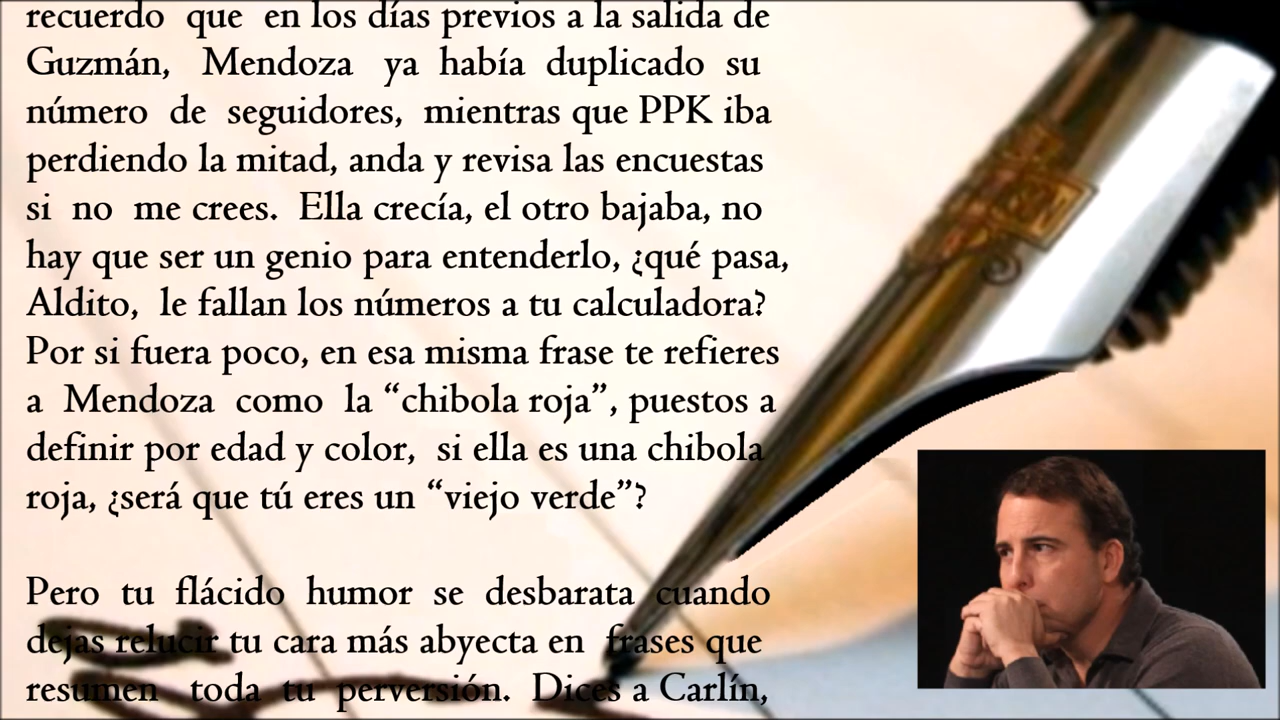 recuerdo que en los días previos a la salida de
Guzmán, Mendoza ya había duplicado su
número de seguidores, mientras que PPK iba
perdiendo la mitad, anda y revisa las encuestas
si no me crees. Ella crecía, el otro bajaba, no
hay que ser un genio para entenderlo, ¿qué pasa,
Aldito, le fallan los números a tu calculadora?
Por si fuera poco, en esa misma frase te refieres
a Mendoza como la “chibola roja”, puestos a
definir por edad y color, si ella es una chibola
roja, ¿será que tú eres un “viejo verde”?
Pero tu flácido humor se desbarata cuando
dejas relucir tu cara más abyecta en frases que
resumen toda tu perversión. Dices a Carlín,